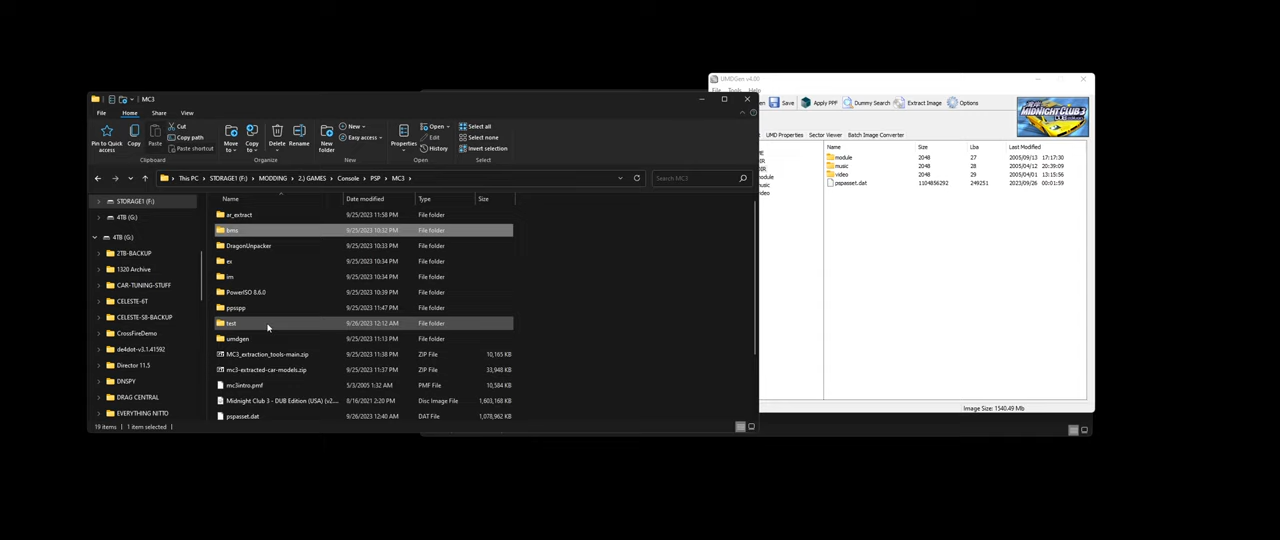 UMDGen v4.00
MC3
File Tools Help
File Home Share View
en Save Apply PPF Dummy Search Extract Image Options
MIDNIGHT CLUB 3
Pin to Quick access
Copy
Paste
Cut
Copy path
Paste shortcut
Move to
Copy to
Delete
Rename
New folder
New
Easy access
Properties
Open
Edit
History
Select all
Select none
Invert selection
Clipboard Organize New Open Select
UMD Properties Sector Viewer Batch Image Converter
This PC STORAGE1 (F:) MODDING 2.) GAMES Console PSP MC3
Search MC3
Name Date modified Type Size
STORAGE1 (F:)
4TB (G:)
4TB (G:)
2TB-BACKUP
1320 Archive
CAR-TUNING-STUFF
CELESTE-6T
CELESTE-S8-BACKUP
CrossFireDemo
de4dot-v3.1.41592
Director 11.5
DNSPY
DRAG CENTRAL
EVERYTHING NITTO
ar_extract 9/25/2023 11:58 PM File folder
bms 9/25/2023 10:32 PM File folder
DragonUnpacker 9/25/2023 9:33 PM File folder
ex 9/25/2023 10:34 PM File folder
im 9/25/2023 10:34 PM File folder
PowerISO 8.6.0 9/25/2023 10:39 PM File folder
ppsspp 9/25/2023 11:47 PM File folder
test 9/26/2023 12:12 AM File folder
umdgen 9/25/2023 11:13 PM File folder
MC3_extraction_tools-main.zip 9/25/2023 11:38 PM ZIP File 10,165 KB
mc3-extracted-car-models.zip 9/25/2023 11:37 PM ZIP File 33,948 KB
mc3intro.pmf 5/3/2005 1:32 AM PMF File 10,584 KB
Midnight Club 3 - DUB Edition (USA) (v2.... 8/16/2021 2:20 PM Disc Image File 1,603,168 KB
pspasset.dat 9/26/2023 12:40 AM DAT File 1,078,962 KB
19 items 1 item selected
Name Size Lba Last Modified
module 2048 27 2005/09/13 17:17:30
music 2048 28 2005/04/12 20:39:09
video 2048 29 2005/04/01 13:15:56
pspasset.dat 1104856292 249251 2023/09/26 00:01:59
Image Size: 1540.49 Mb